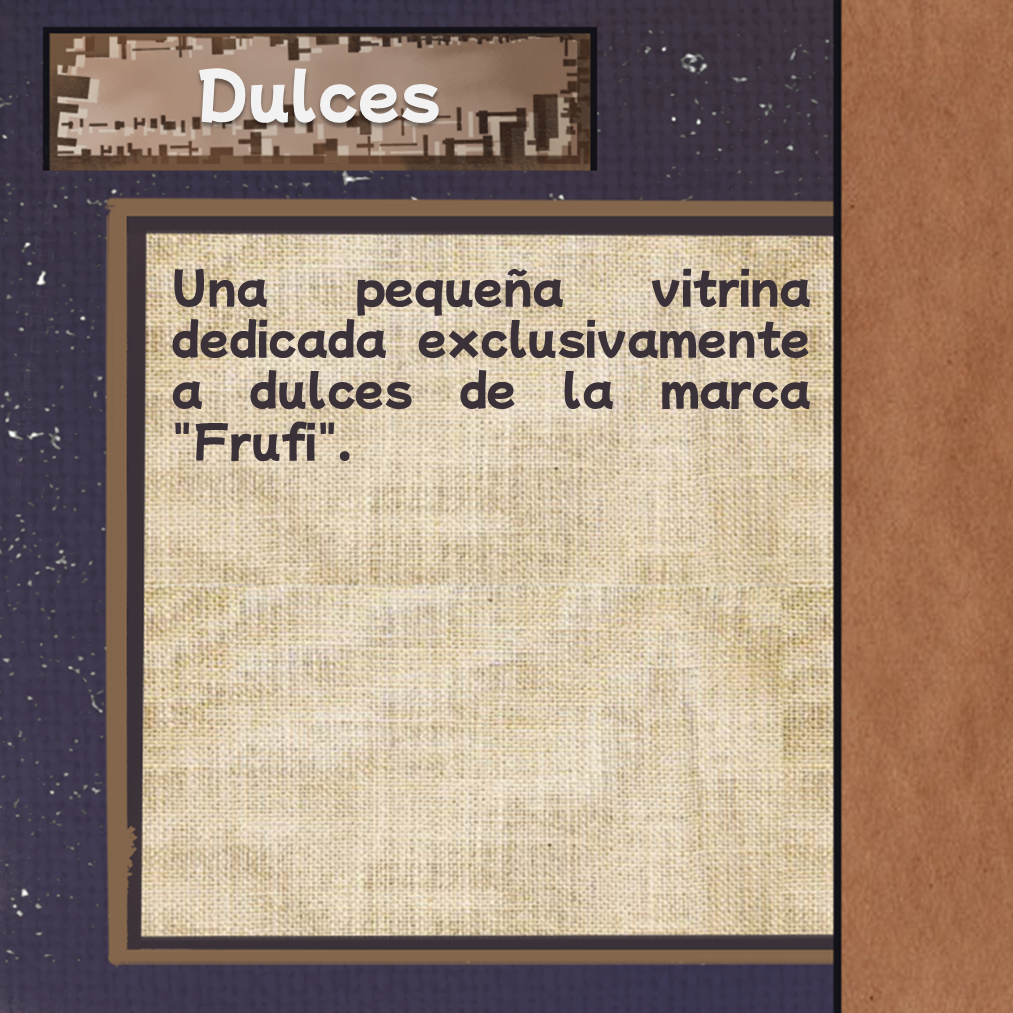 Dulces
Una pequeña vitrina
dedicada exclusivamente
a dulces de la marca
"Frufi".